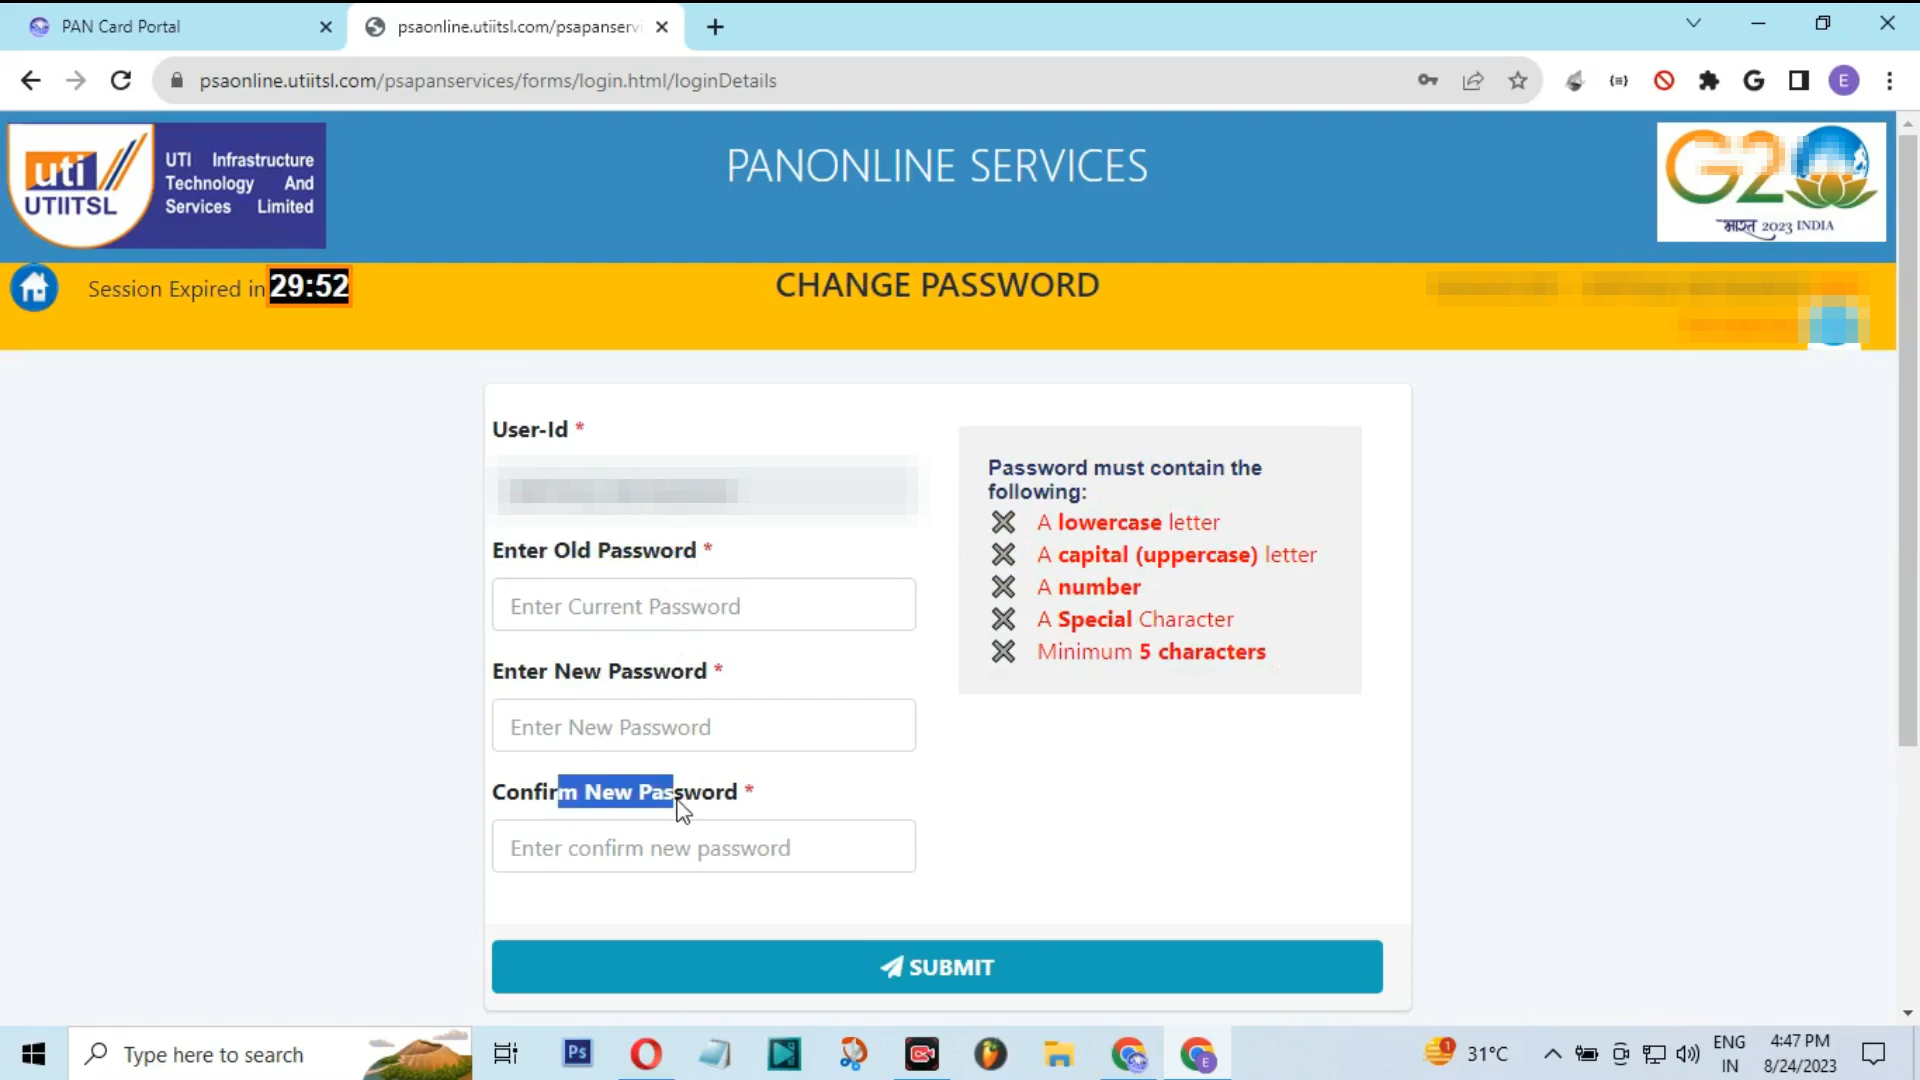 PAN Card Portal
psaonline.utiitsl.com/psapanservi
psaonline.utiitsl.com/psapanservices/forms/login.html/loginDetails
E
uti
UTIITSL
UTI Infrastructure
Technology And
Services Limited
PANONLINE SERVICES
G20
भारत 2023 INDIA
Session Expired in 29:52
CHANGE PASSWORD
User-Id *
Enter Old Password *
Enter Current Password
Enter New Password *
Enter New Password
Confirm New Password *
Enter confirm new password
Password must contain the
following:
A lowercase letter
A capital (uppercase) letter
A number
A Special Character
Minimum 5 characters
SUBMIT
Type here to search
Ps
E
1
31°C
ENG
IN
4:47 PM
8/24/2023